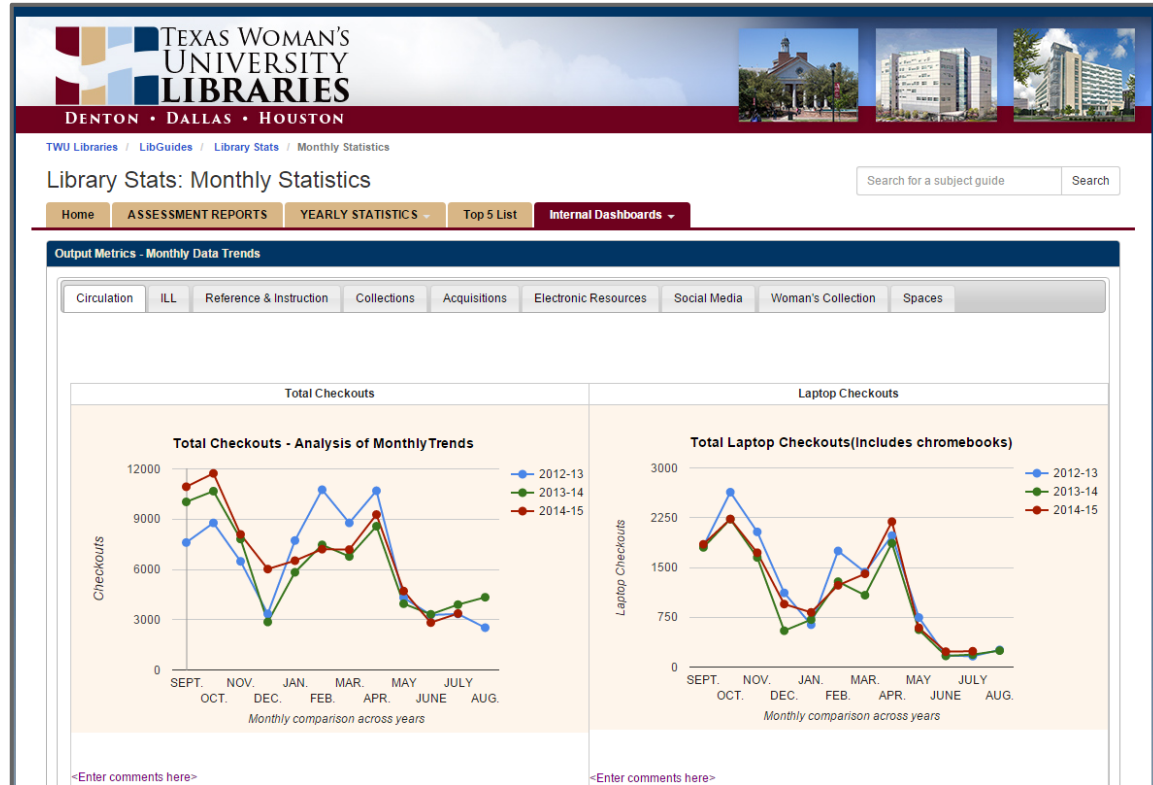 TEXAS WOMAN'S
UNIVERSITY
LIBRARIES
DENTON • DALLAS • HOUSTON
TWU Libraries / LibGuides / Library Stats / Monthly Statistics
Library Stats: Monthly Statistics
Search for a subject guide Search
Home ASSESSMENT REPORTS YEARLY STATISTICS Top 5 List Internal Dashboards
Output Metrics - Monthly Data Trends
Circulation ILL Reference & Instruction Collections Acquisitions Electronic Resources Social Media Woman's Collection Spaces
Total Checkouts
Total Checkouts - Analysis of MonthlyTrends
12000
9000
6000
3000
0
Checkouts
2012-13
2013-14
2014-15
SEPT. NOV. JAN. MAR. MAY JULY
OCT. DEC. FEB. APR. JUNE AUG.
Monthly comparison across years
<Enter comments here>
Laptop Checkouts
Total Laptop Checkouts(Includes chromebooks)
3000
2250
1500
750
0
Laptop Checkouts
2012-13
2013-14
2014-15
SEPT. NOV. JAN. MAR. MAY JULY
OCT. DEC. FEB. APR. JUNE AUG.
Monthly comparison across years
<Enter comments here>